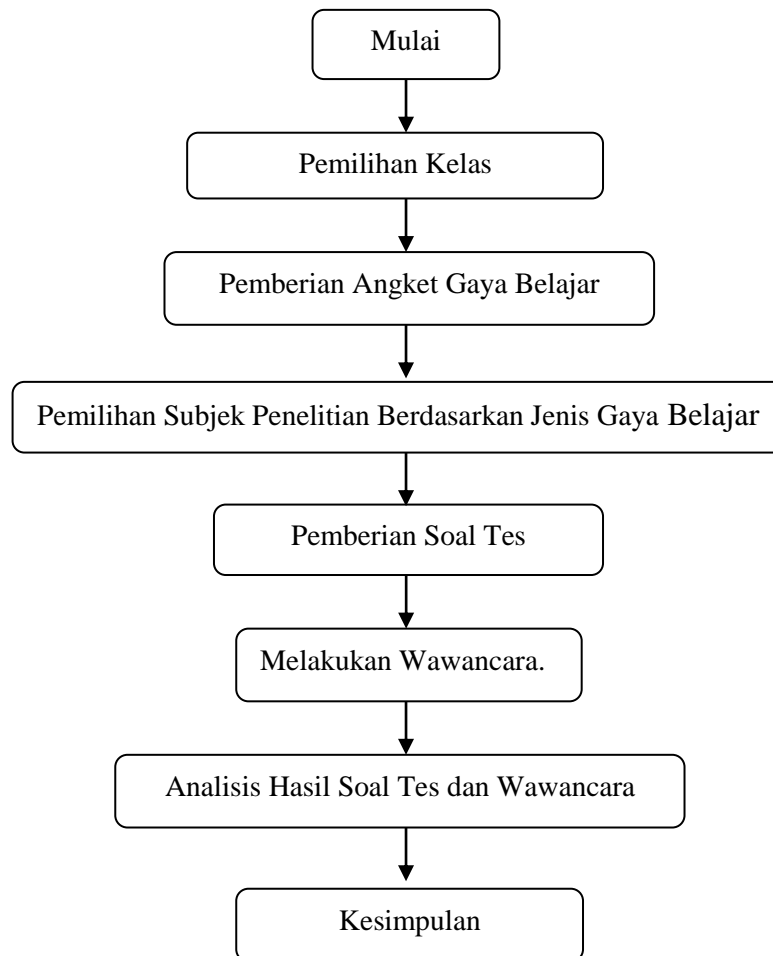 Mulai
Pemilihan Kelas
Pemberian Angket Gaya Belajar
Pemilihan Subjek Penelitian Berdasarkan Jenis Gaya Belajar
Pemberian Soal Tes
Melakukan Wawancara.
Analisis Hasil Soal Tes dan Wawancara
Kesimpulan